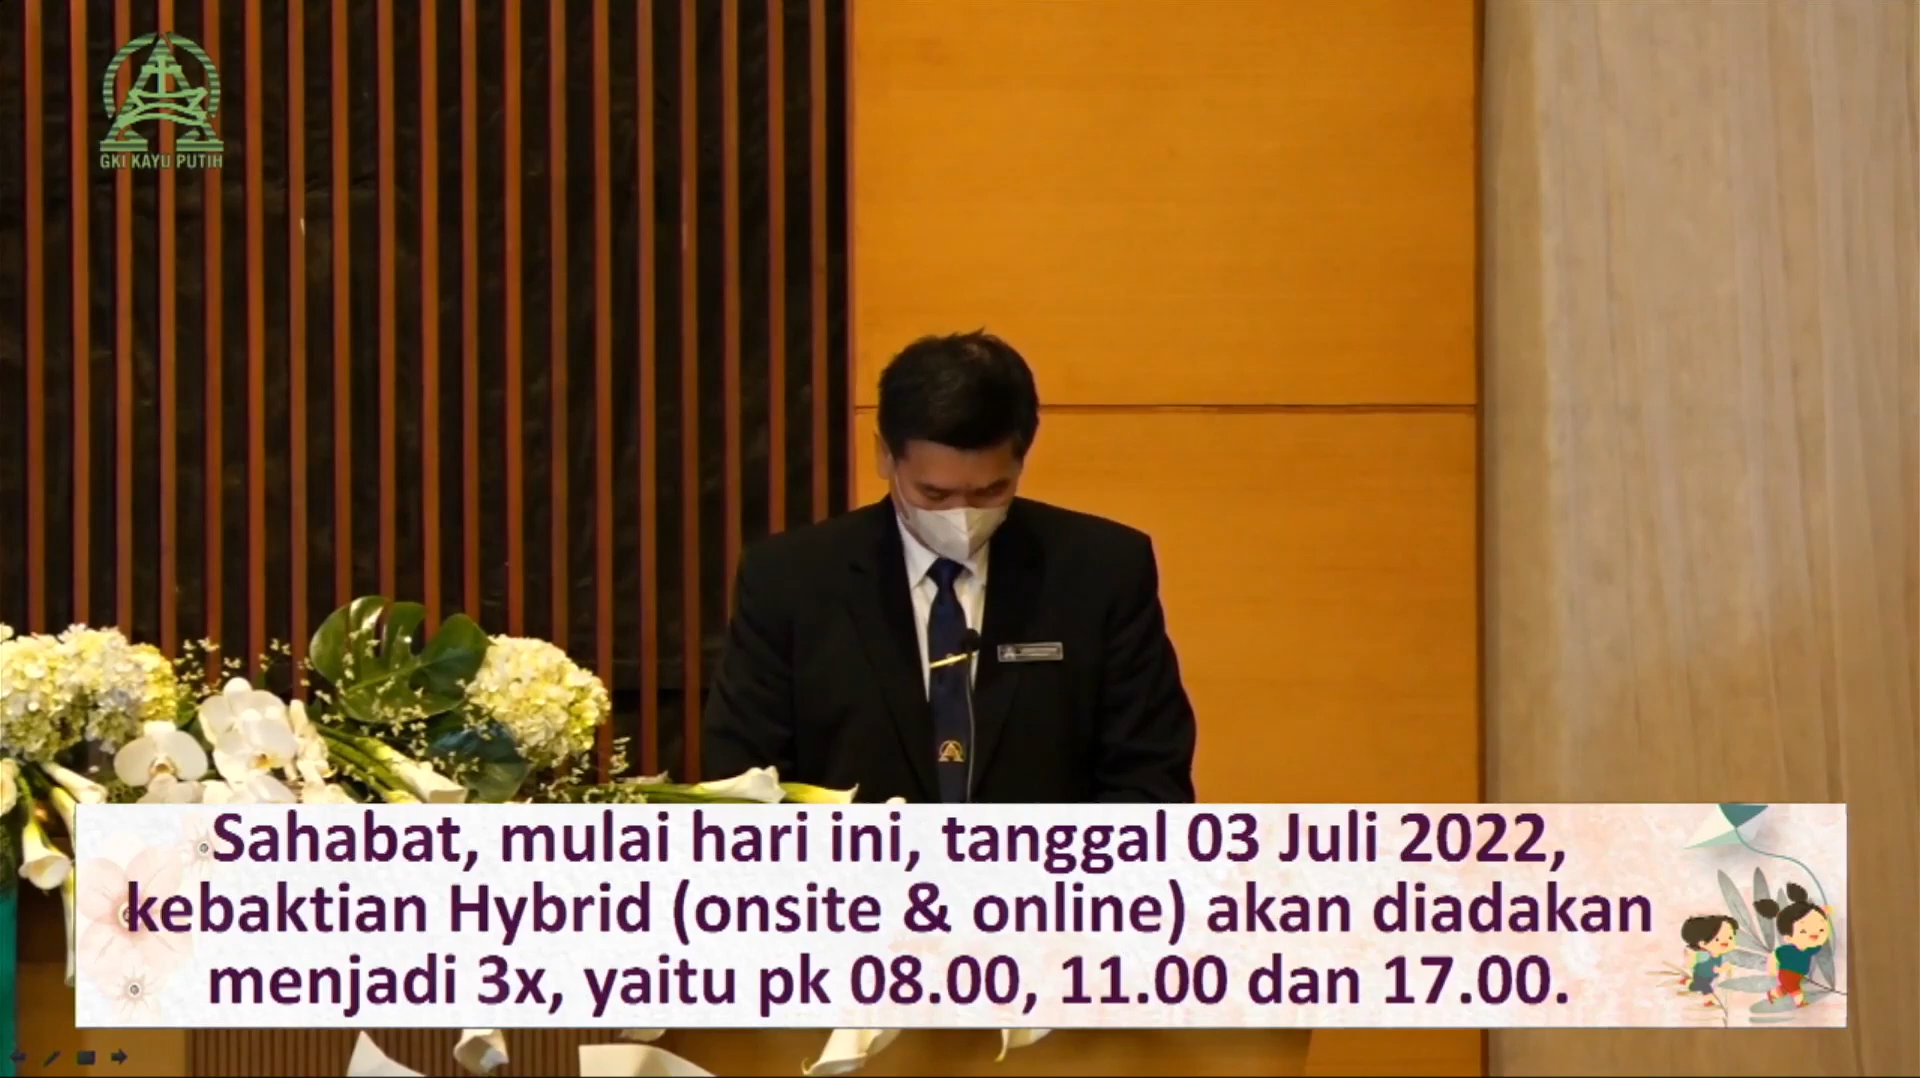 GKI KAYU PUTIH
Sahabat, mulai hari ini, tanggal 03 Juli 2022,
kebaktian Hybrid (onsite & online) akan diadakan
menjadi 3x, yaitu pk 08.00, 11.00 dan 17.00.